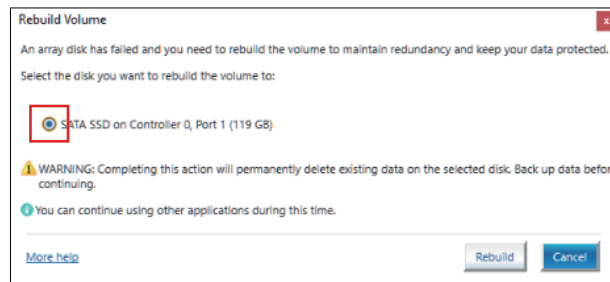 Rebuild Volume
x
An array disk has failed and you need to rebuild the volume to maintain redundancy and keep your data protected.
Select the disk you want to rebuild the volume to:
SATA SSD on Controller 0, Port 1 (119 GB)
WARNING: Completing this action will permanently delete existing data on the selected disk. Back up data befor
continuing.
You can continue using other applications during this time.
More help
Rebuild
Cancel